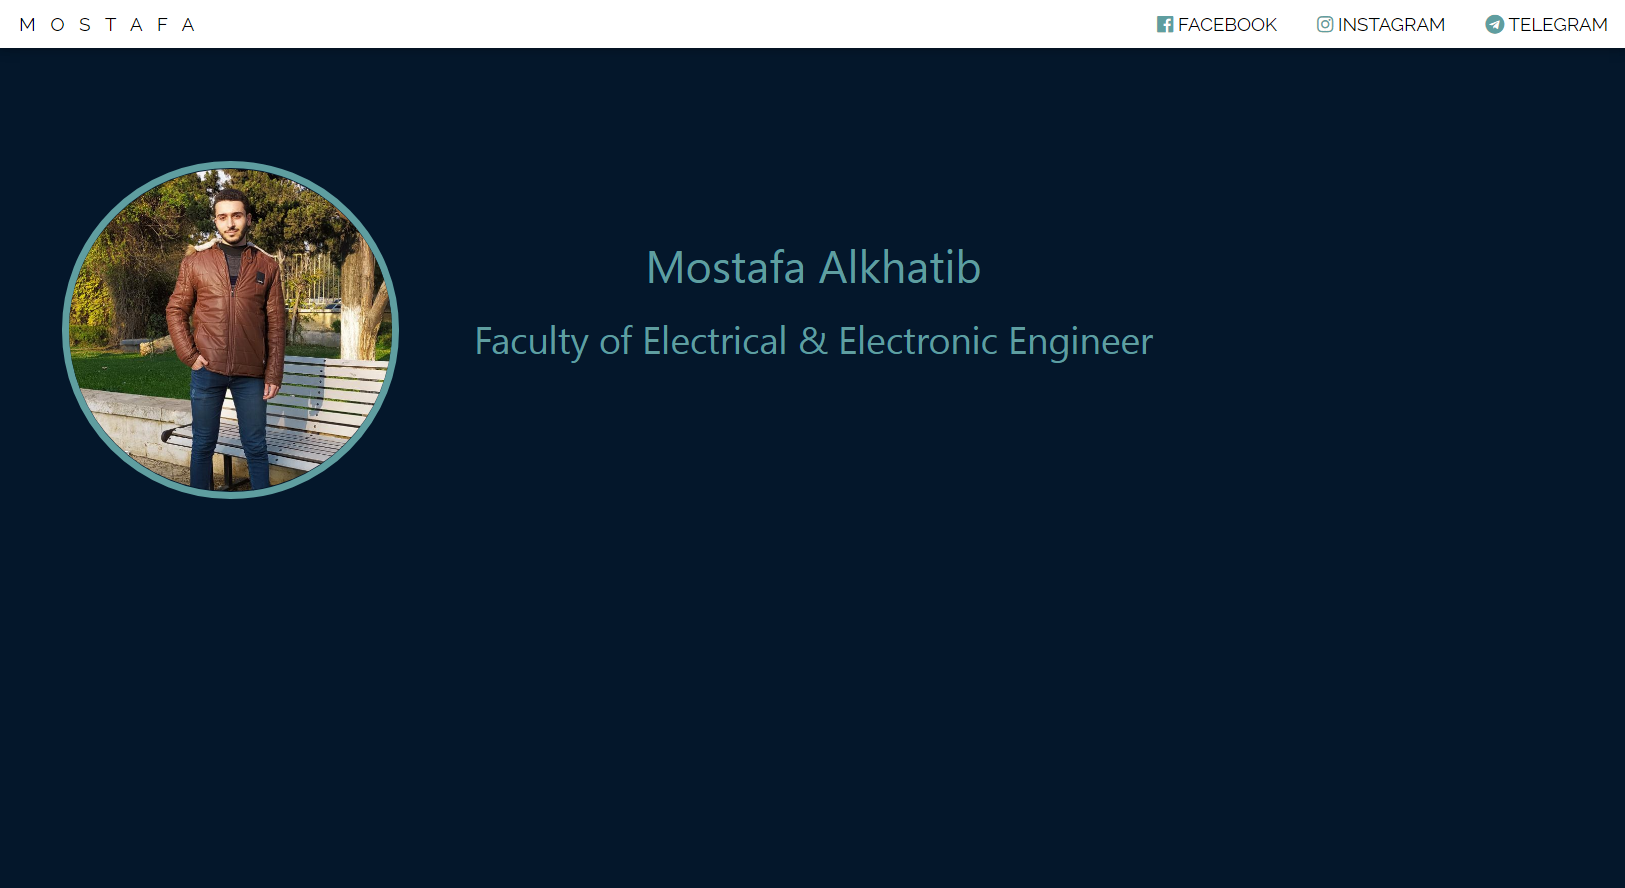 M O S T A F A
FACEBOOK INSTAGRAM TELEGRAM
Mostafa Alkhatib
Faculty of Electrical & Electronic Engineer